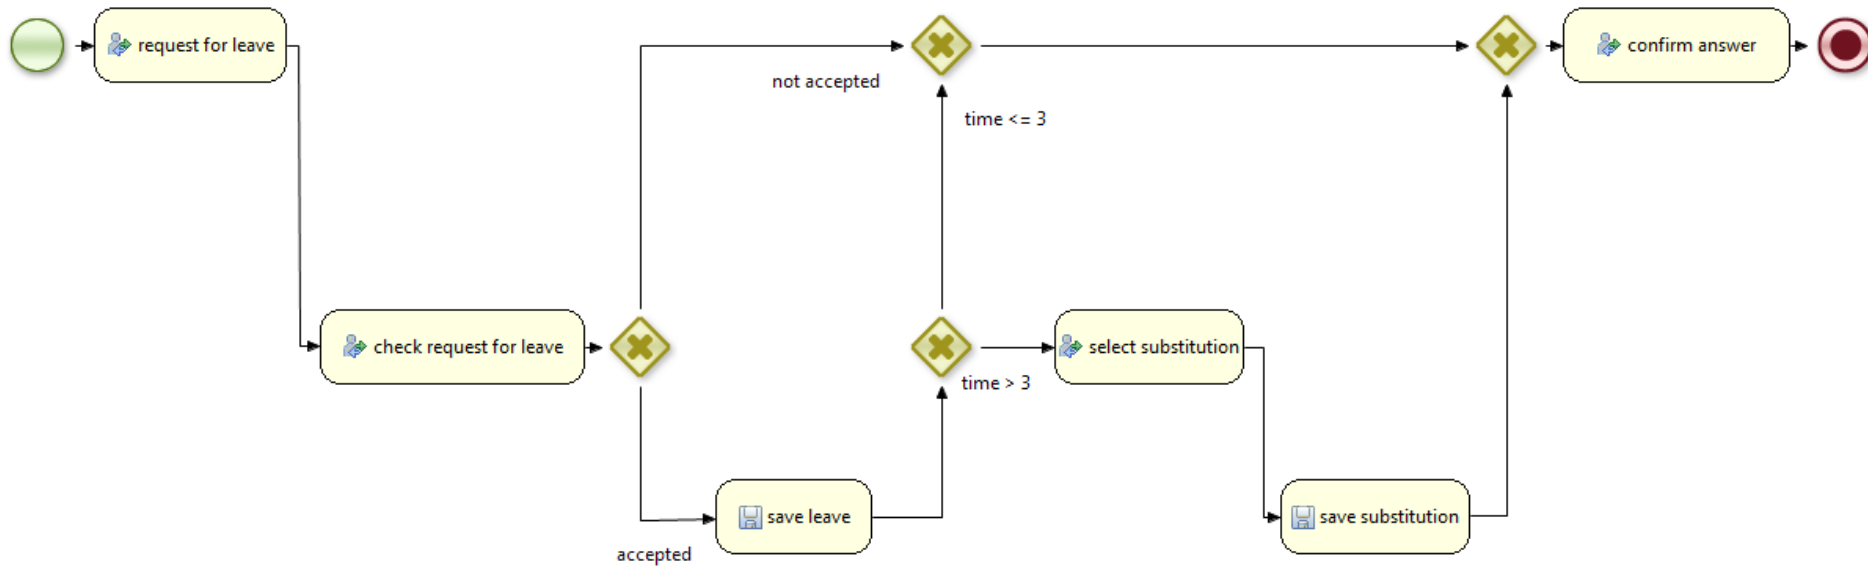 request for leave
confirm answer
not accepted
time <= 3
check request for leave
select substitution
time > 3
save leave
save substitution
accepted